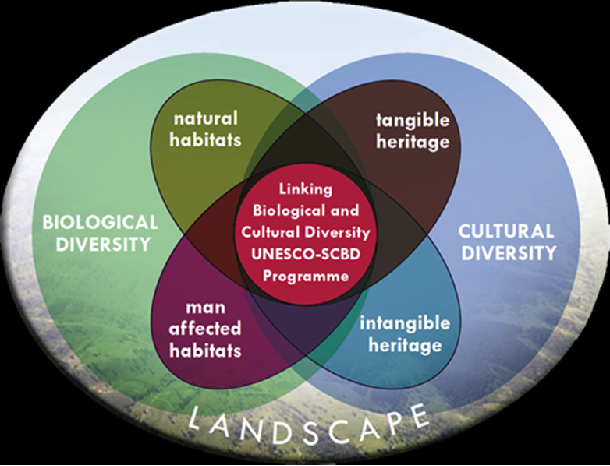 natural
habitats
tangible
heritage
Linking
Biological and
Cultural Diversity
UNESCO-SCBD
Programme
BIOLOGICAL
DIVERSITY
CULTURAL
DIVERSITY
man
affected
habitats
intangible
heritage
LANDSCAPE